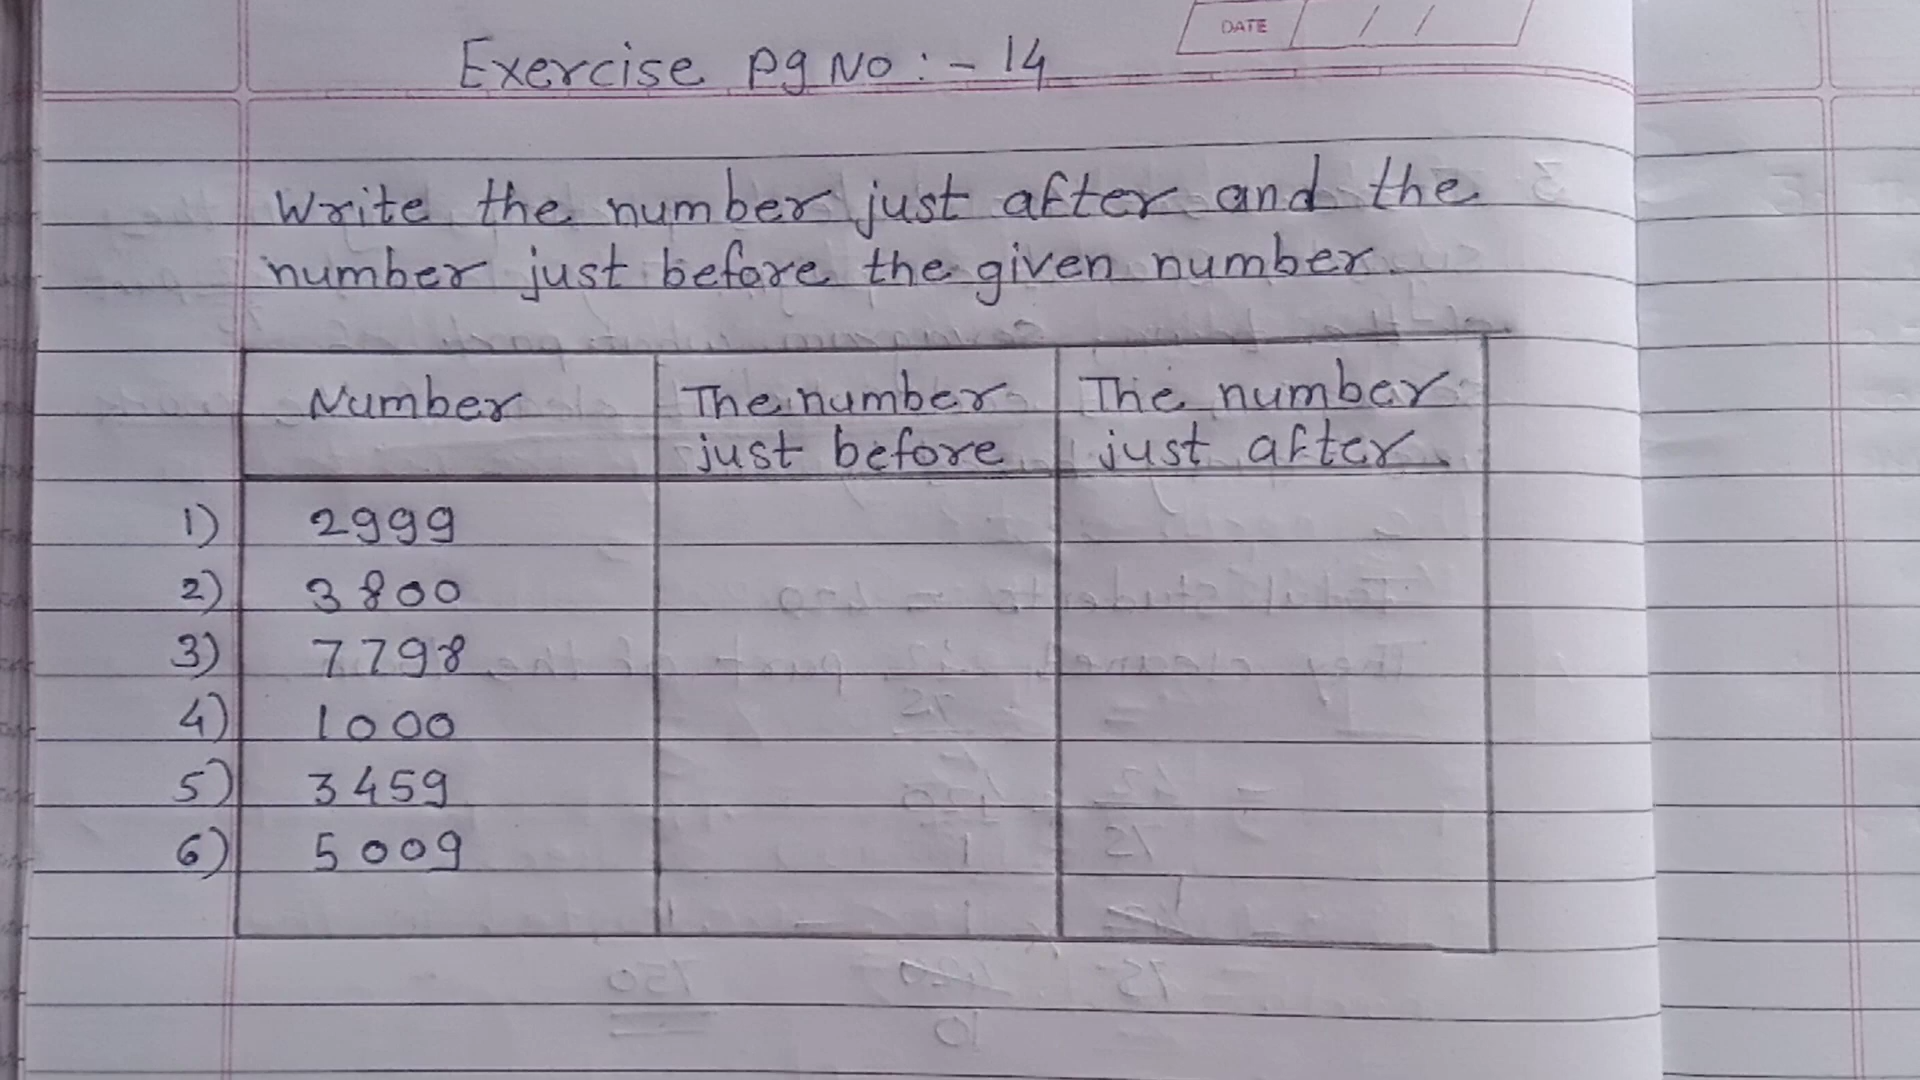 DATE / /
Exercise Pg No :- 14
Write the number just after and the
number just before the given number.
Number The number just before The number just after
1) 2999
2) 3800
3) 7798
4) 1000
5) 3459
6) 5009